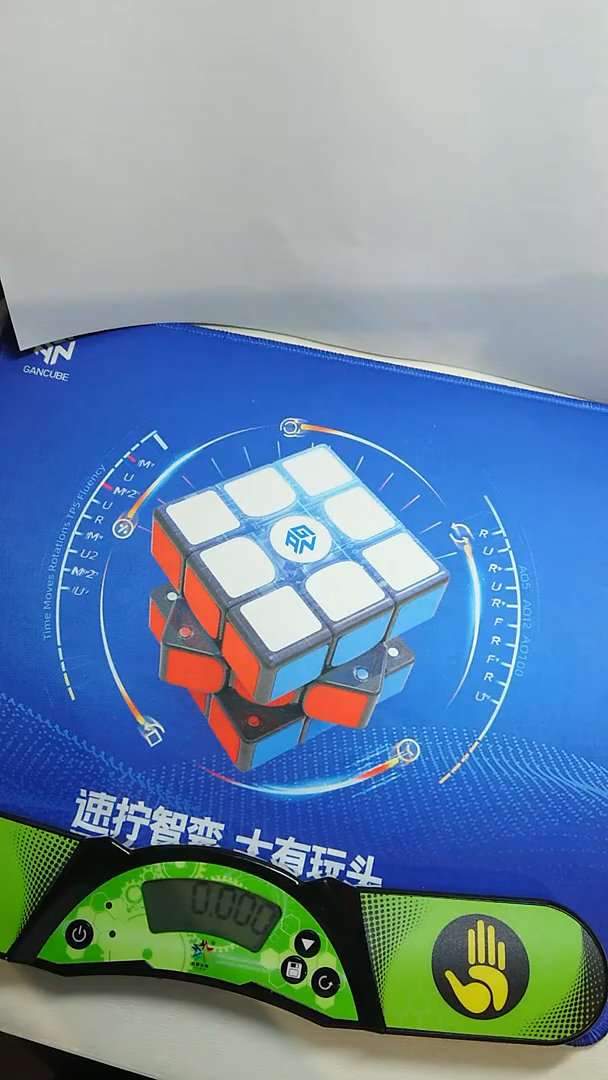 GANCUBE
Time Moves Rotations TPS Fluency
U
R
U2
R
U
R
U'
R
F
R
F
R
AO5 AO12 AO100
速拧智变 大有玩头
0.000